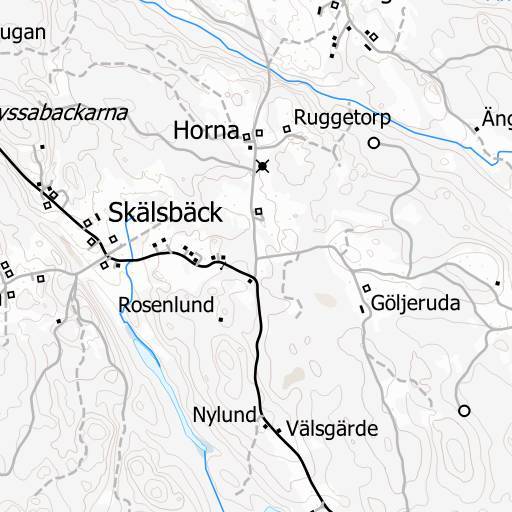 ugan
yssabackarna
Horna
Ruggetorp
Äng
Skälsbäck
Rosenlund
Göljeruda
Nylund
Välsgärde